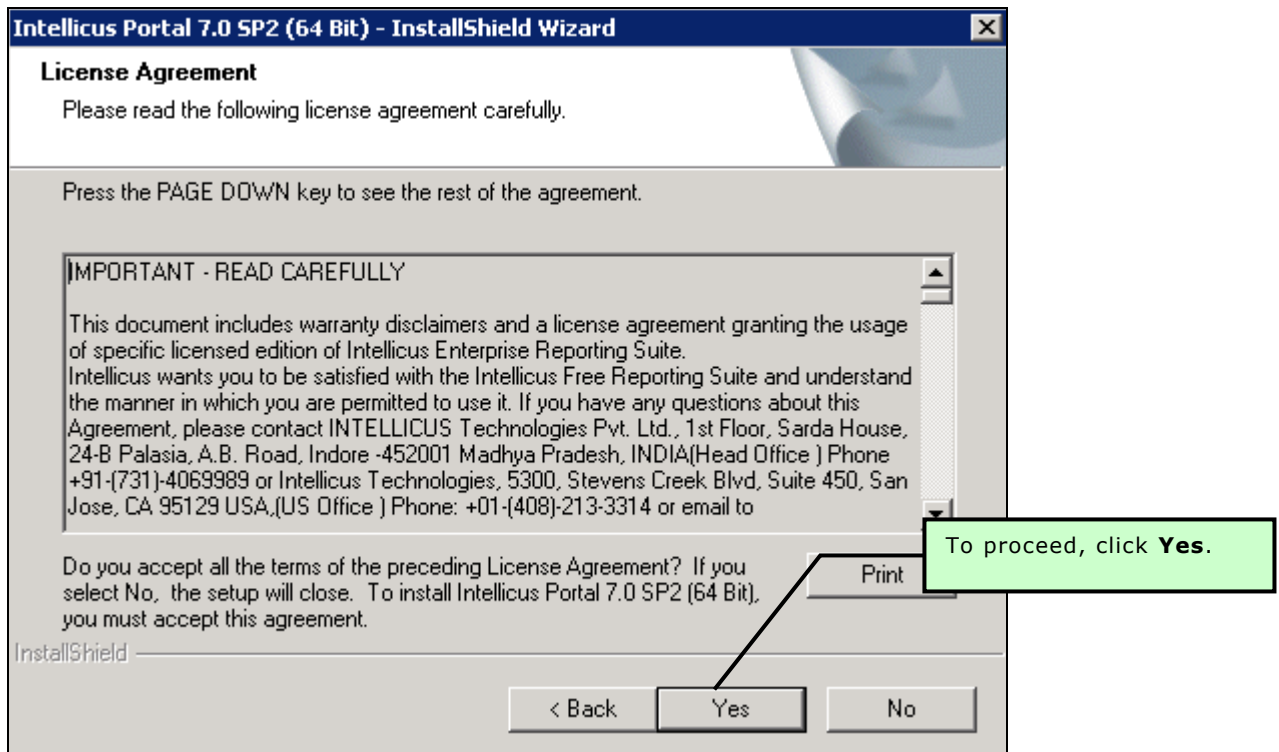 Intellicus Portal 7.0 SP2 (64 Bit) - InstallShield Wizard
License Agreement
Please read the following license agreement carefully.
Press the PAGE DOWN key to see the rest of the agreement.
IMPORTANT - READ CAREFULLY
This document includes warranty disclaimers and a license agreement granting the usage
of specific licensed edition of Intellicus Enterprise Reporting Suite.
Intellicus wants you to be satisfied with the Intellicus Free Reporting Suite and understand
the manner in which you are permitted to use it. If you have any questions about this
Agreement, please contact INTELLICUS Technologies Pvt. Ltd., 1st Floor, Sarda House,
24-B Palasia, A.B. Road, Indore -452001 Madhya Pradesh, INDIA(Head Office ) Phone
+91-(731)-4069989 or Intellicus Technologies, 5300, Stevens Creek Blvd, Suite 450, San
Jose, CA 95129 USA,(US Office ) Phone: +01-(408)-213-3314 or email to
To proceed, click Yes.
Do you accept all the terms of the preceding License Agreement? If you
select No, the setup will close. To install Intellicus Portal 7.0 SP2 (64 Bit),
you must accept this agreement.
Print
InstallShield
< Back
Yes
No